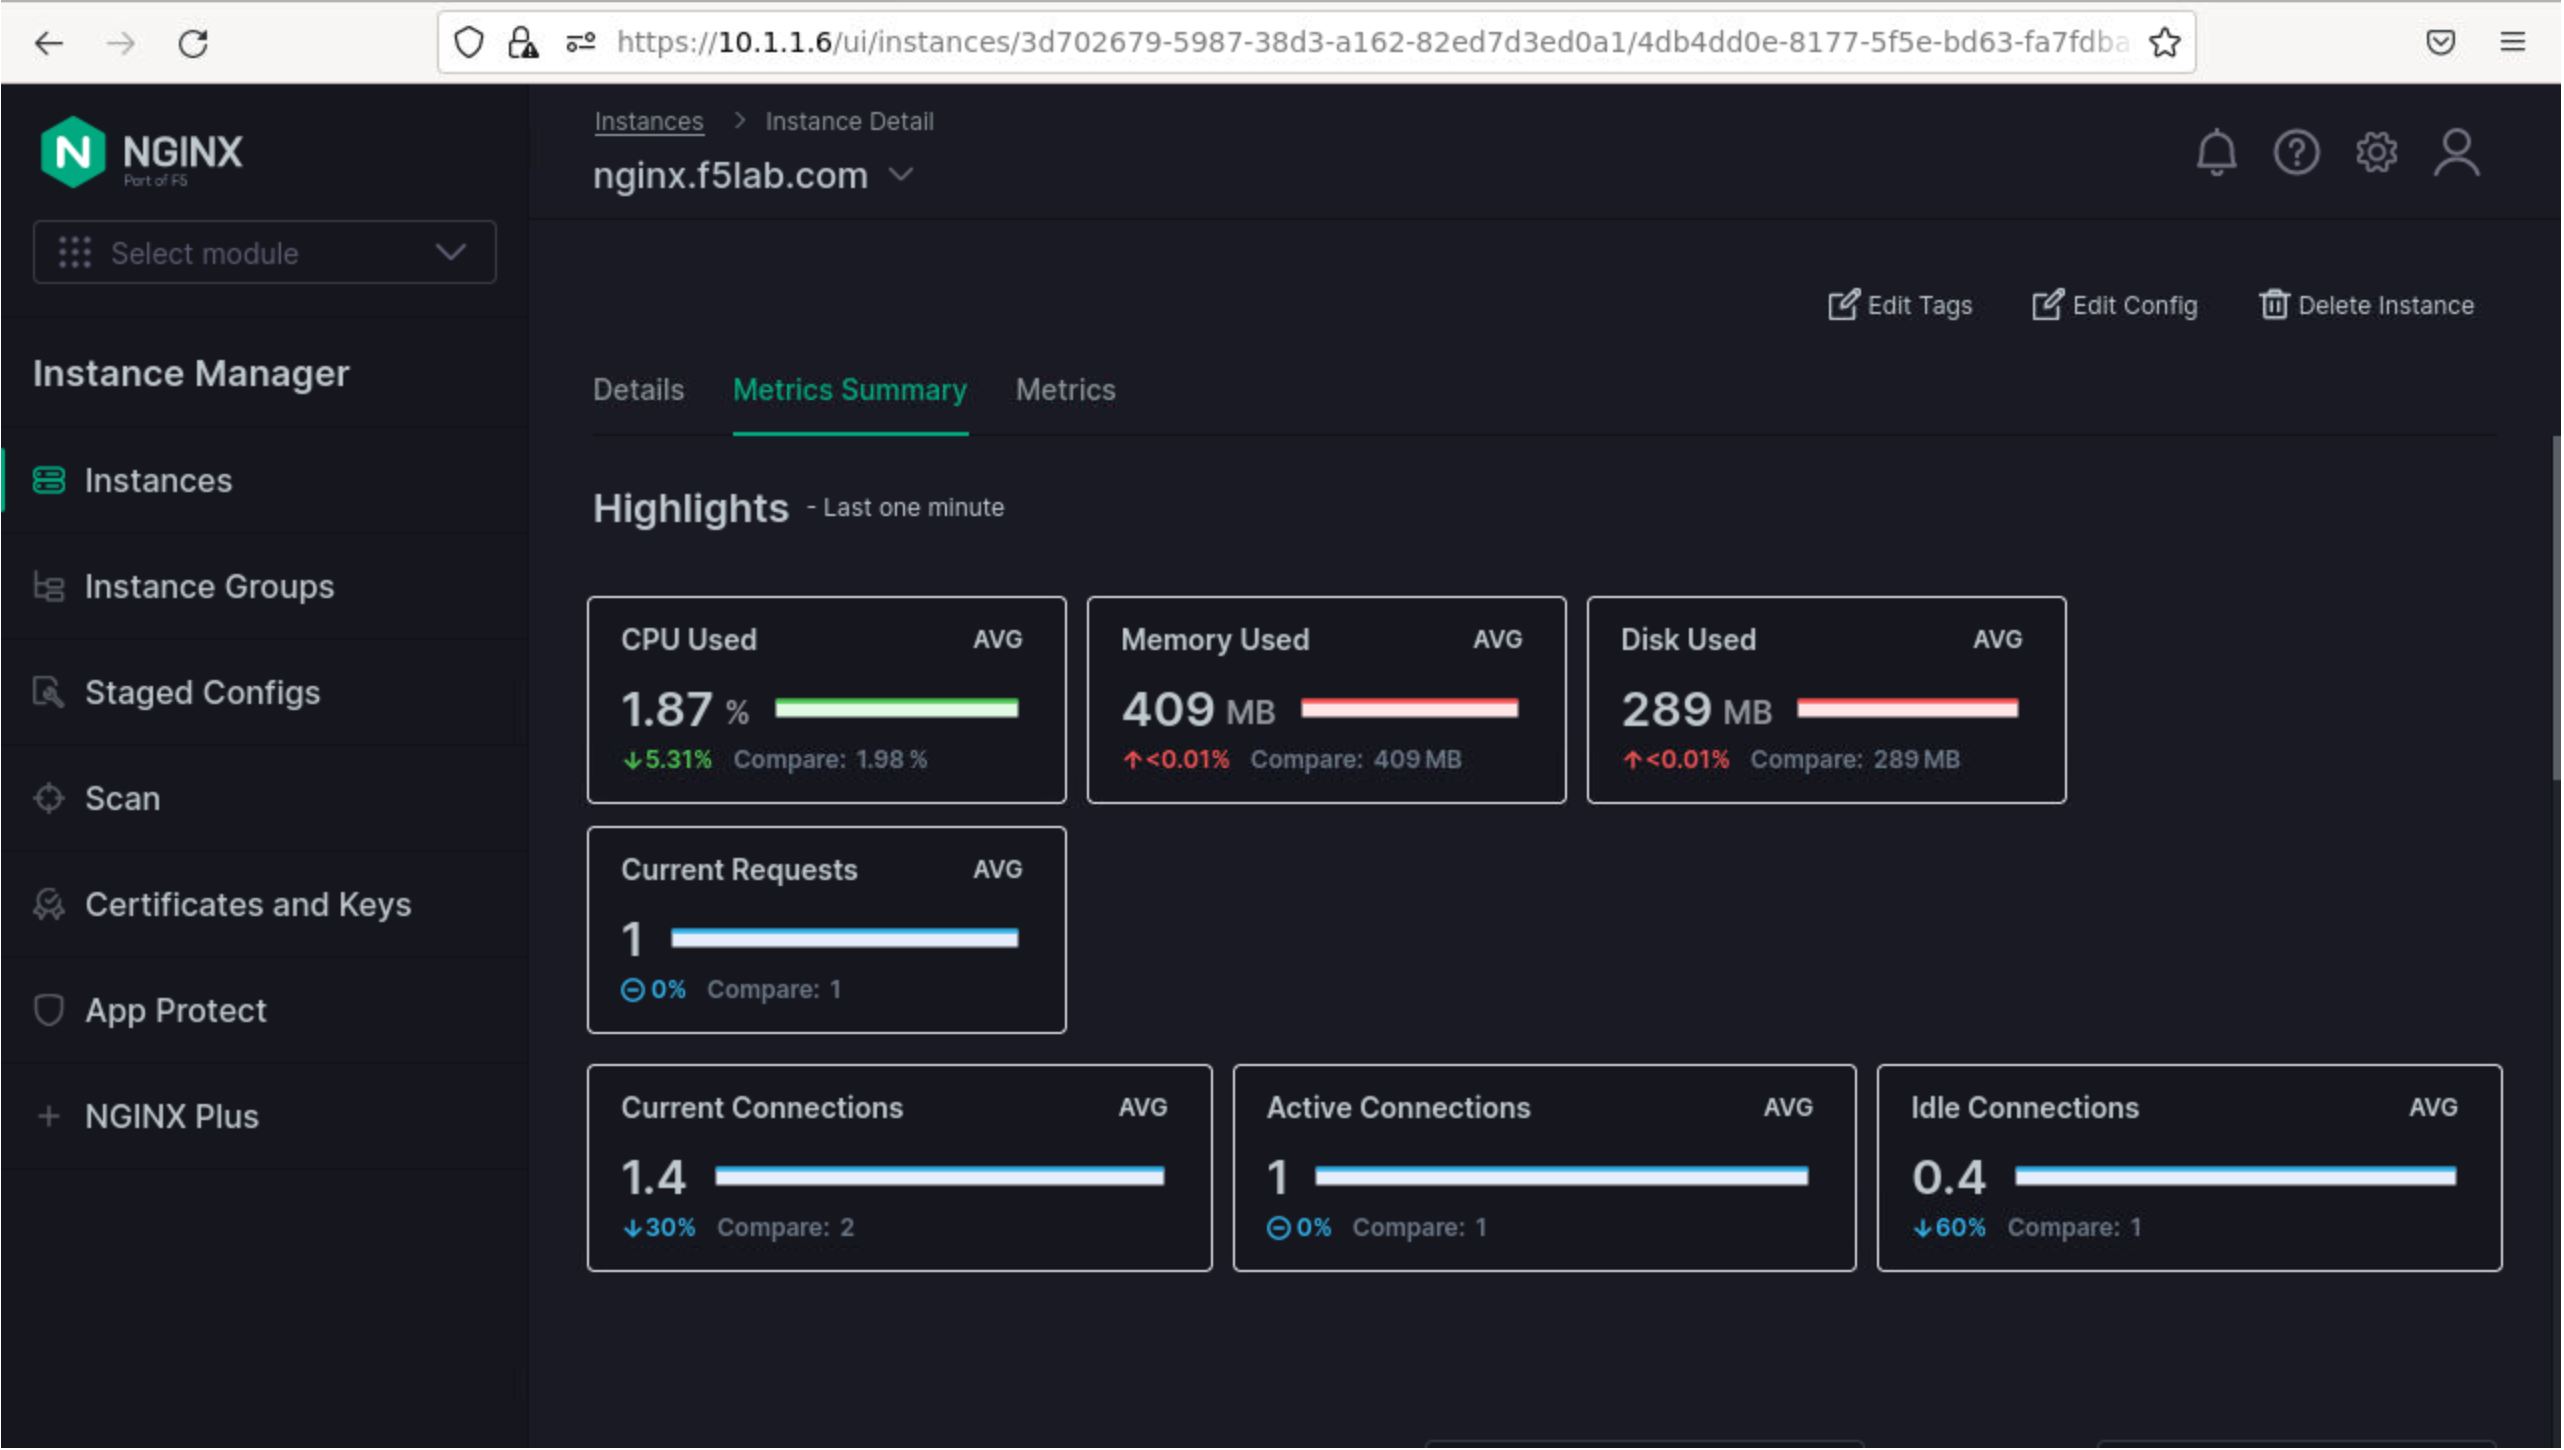 https://10.1.1.6/ui/instances/3d702679-5987-38d3-a162-82ed7d3ed0a1/4db4dd0e-8177-5f5e-bd63-fa7fdba
NGINX
Part of F5
Select module
Instance Manager
Instances
Instance Groups
Staged Configs
Scan
Certificates and Keys
App Protect
NGINX Plus
Instances > Instance Detail
nginx.f5lab.com
Edit Tags Edit Config Delete Instance
Details Metrics Summary Metrics
Highlights - Last one minute
CPU Used AVG
1.87 %
↓5.31% Compare: 1.98 %
Memory Used AVG
409 MB
↑<0.01% Compare: 409 MB
Disk Used AVG
289 MB
↑<0.01% Compare: 289 MB
Current Requests AVG
1
0% Compare: 1
Current Connections AVG
1.4
↓30% Compare: 2
Active Connections AVG
1
0% Compare: 1
Idle Connections AVG
0.4
↓60% Compare: 1